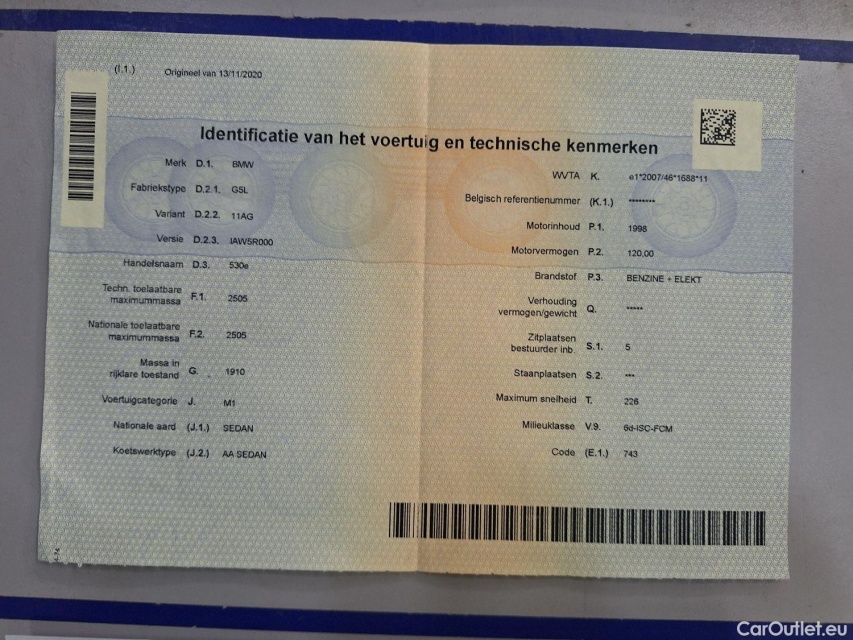 (I.1.) Origineel van 13/11/2020
Identificatie van het voertuig en technische kenmerken
Merk D.1. BMW
Fabriekstype D.2.1. G5L
Variant D.2.2. 11AG
Versie D.2.3. IAW5R000
Handelsnaam D.3. 530e
Techn. toelaatbare
maximummassa F.1. 2505
Nationale toelaatbare
maximummassa F.2. 2505
Massa in
rijklare toestand G. 1910
Voertuigcategorie J. M1
Nationale aard (J.1.) SEDAN
Koetswerktype (J.2.) AA SEDAN
WVTA K. e1*2007/46*1688*11
Belgisch referentienummer (K.1.) ********
Motorinhoud P.1. 1998
Motorvermogen P.2. 120,00
Brandstof P.3. BENZINE + ELEKT
Verhouding
vermogen/gewicht Q. *****
Zitplaatsen
bestuurder inb. S.1. 5
Staanplaatsen S.2. ***
Maximum snelheid T. 226
Milieuklasse V.9. 6d-ISC-FCM
Code (E.1.) 743
CarOutlet.eu